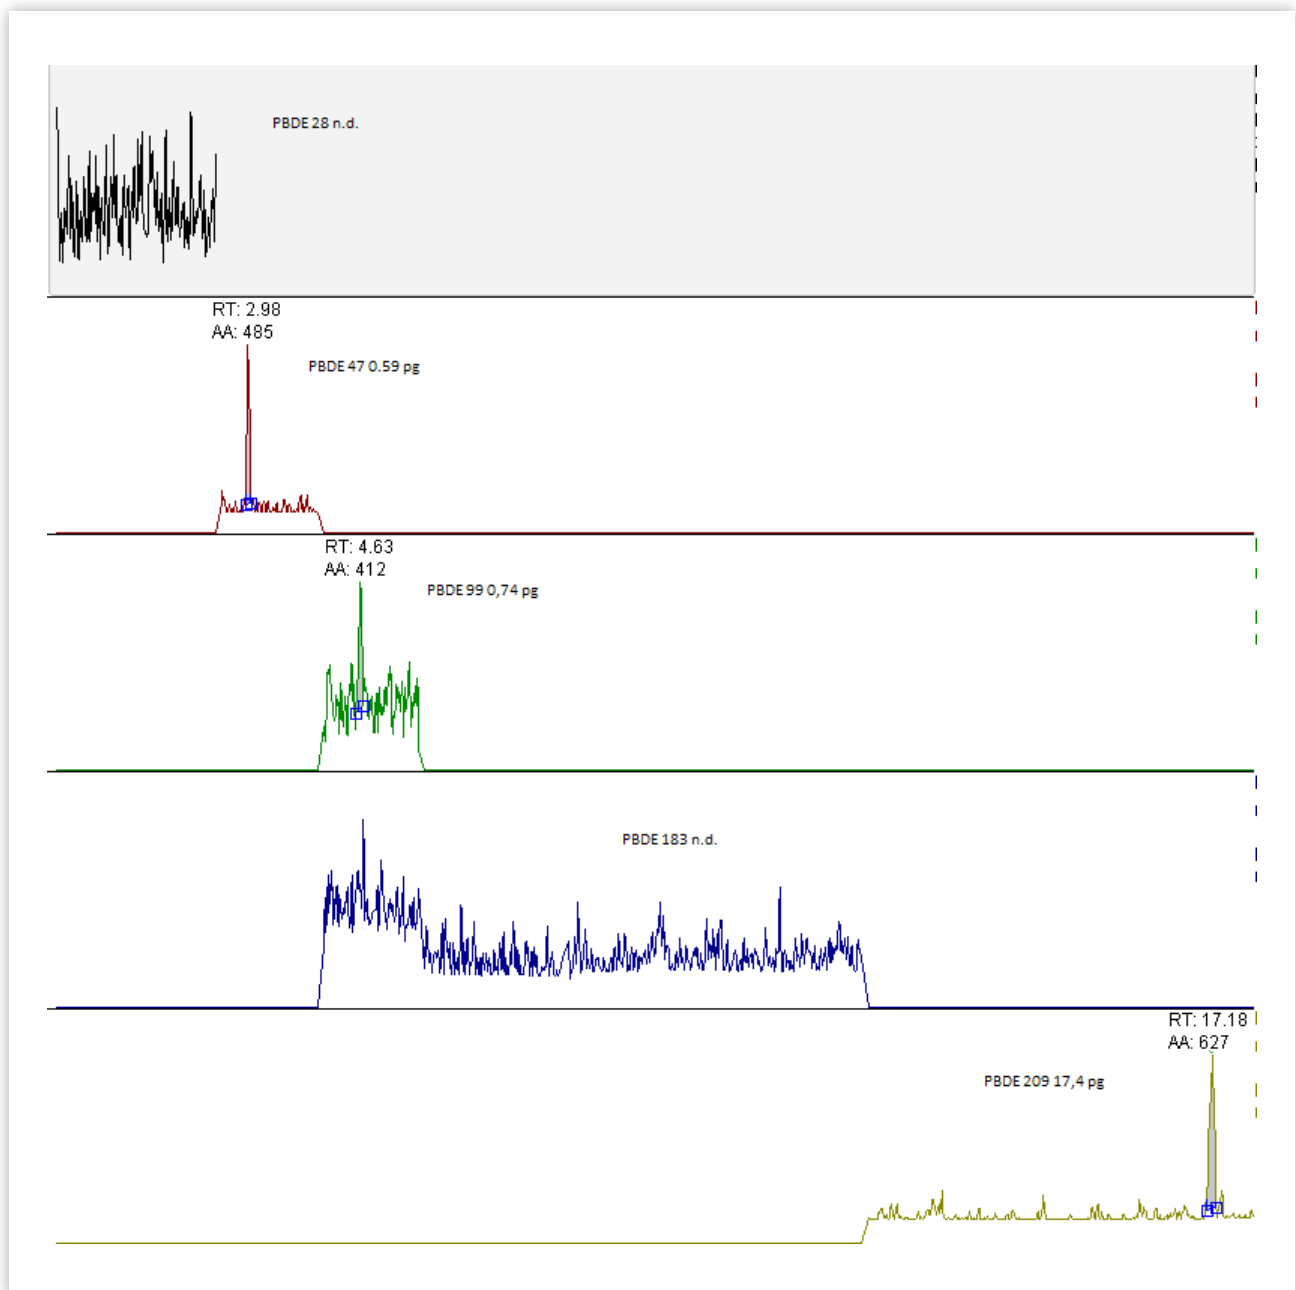 PBDE 28 n.d.
RT: 2.98
AA: 485
PBDE 47 0.59 pg
RT: 4.63
AA: 412
PBDE 99 0,74 pg
PBDE 183 n.d.
RT: 17.18
AA: 627
PBDE 209 17,4 pg